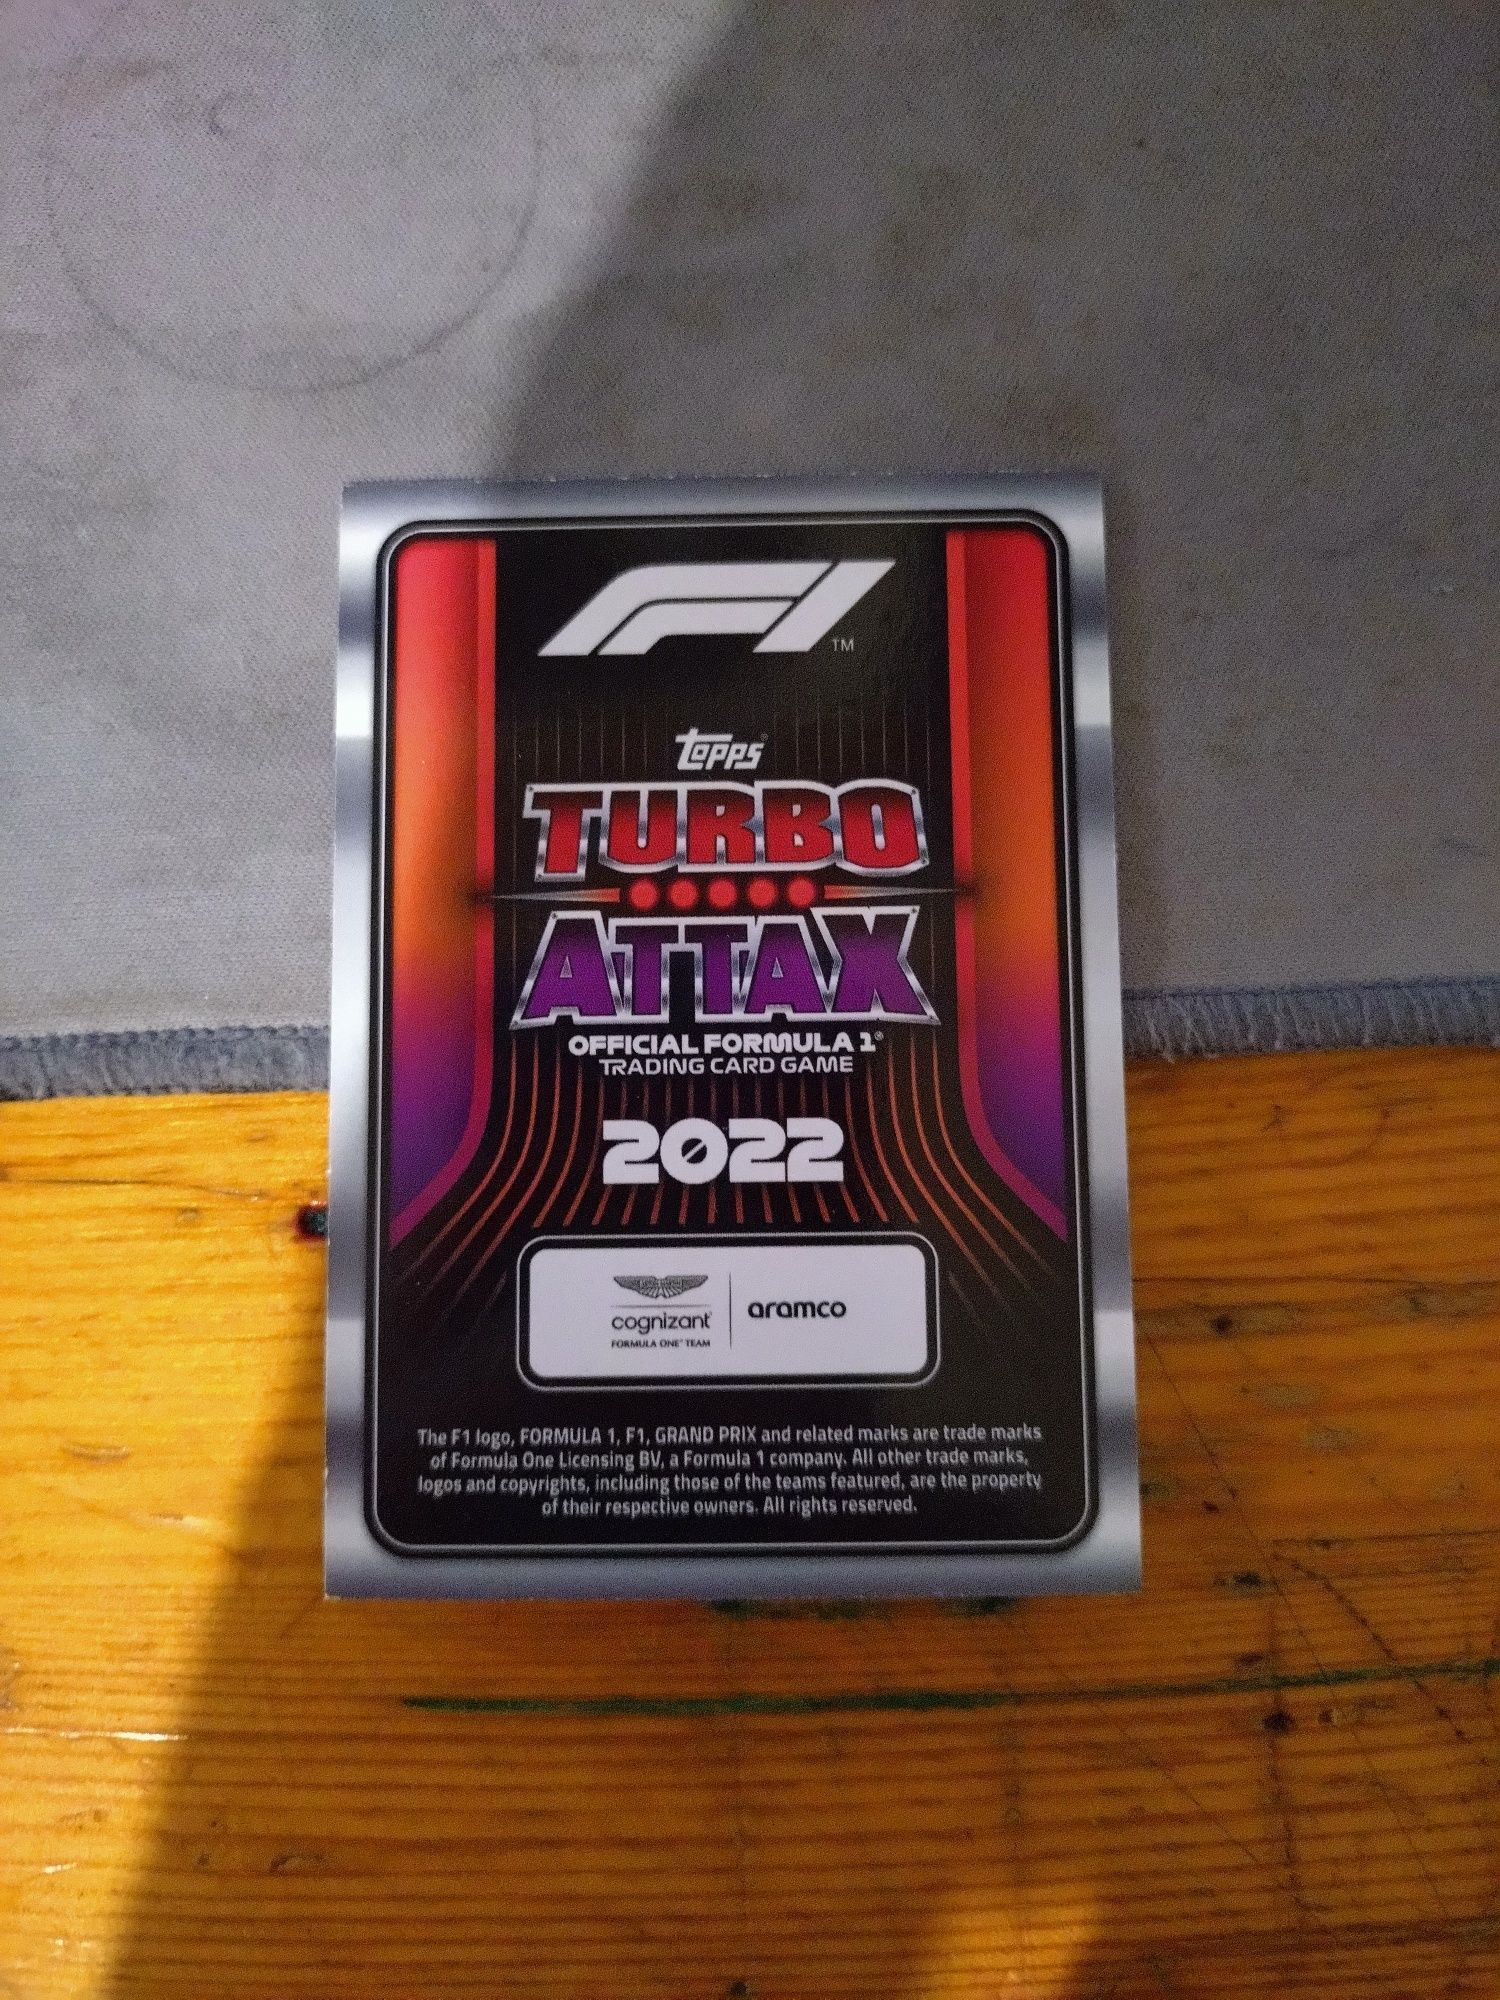 F1™
Topps®
TURBO
ATTAX
OFFICIAL FORMULA 1®
TRADING CARD GAME
2022
cognizant
FORMULA ONE™ TEAM
aramco
The F1 logo, FORMULA 1, F1, GRAND PRIX and related marks are trade marks
of Formula One Licensing BV, a Formula 1 company. All other trade marks,
logos and copyrights, including those of the teams featured, are the property
of their respective owners. All rights reserved.